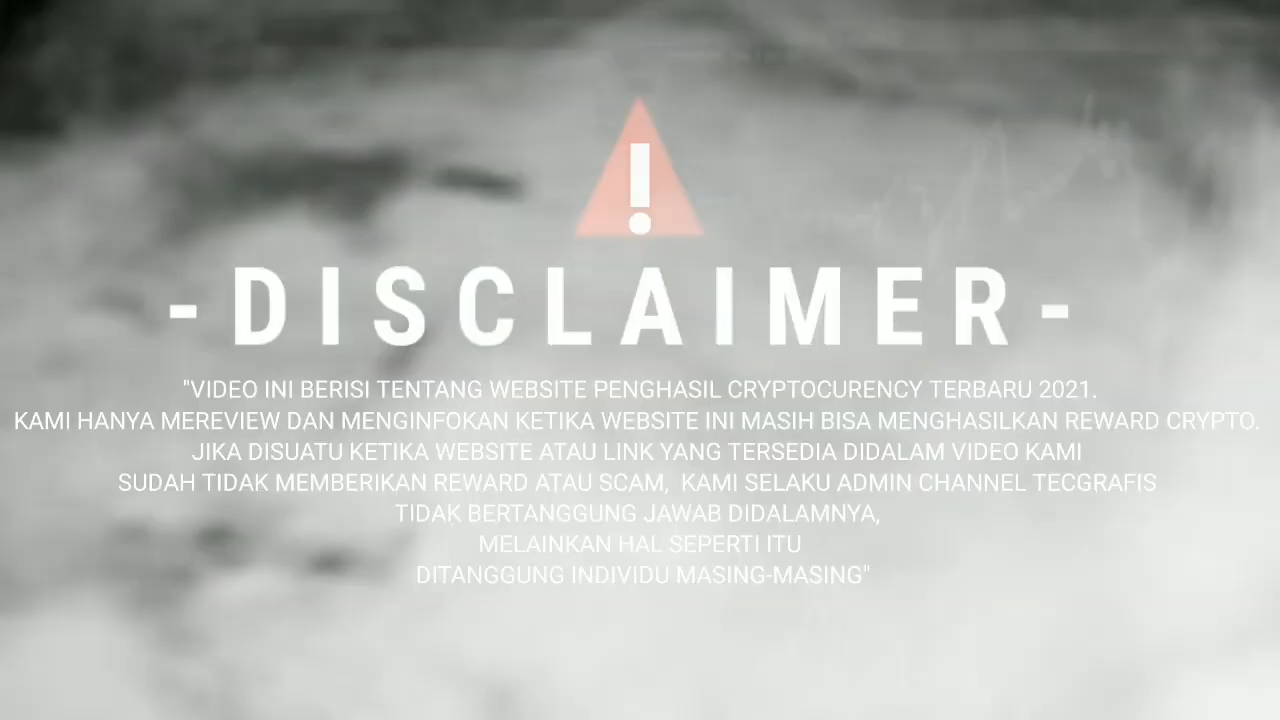 !
- DISCLAIMER -
"VIDEO INI BERISI TENTANG WEBSITE PENGHASIL CRYPTOCURENCY TERBARU 2021.
KAMI HANYA MEREVIEW DAN MENGINFOKAN KETIKA WEBSITE INI MASIH BISA MENGHASILKAN REWARD CRYPTO.
JIKA DISUATU KETIKA WEBSITE ATAU LINK YANG TERSEDIA DIDALAM VIDEO KAMI
SUDAH TIDAK MEMBERIKAN REWARD ATAU SCAM, KAMI SELAKU ADMIN CHANNEL TECGRAFIS
TIDAK BERTANGGUNG JAWAB DIDALAMNYA,
MELAINKAN HAL SEPERTI ITU
DITANGGUNG INDIVIDU MASING-MASING"